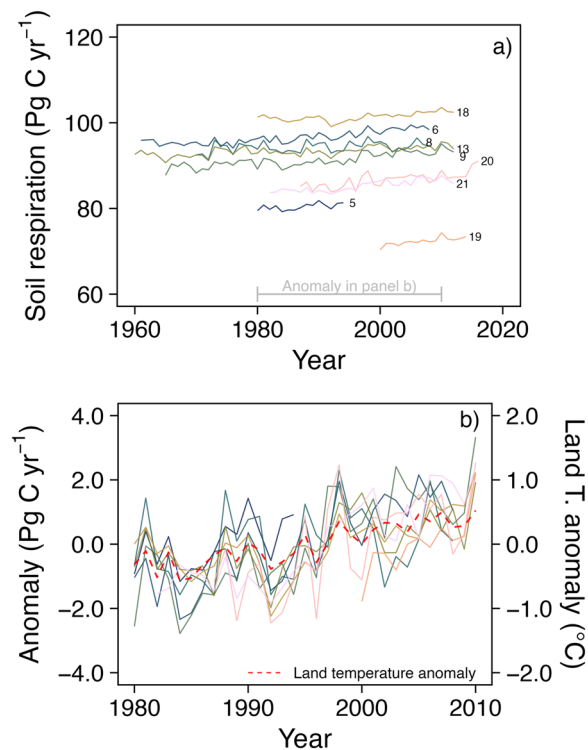 a)
120
100
80
60
Soil respiration (Pg C yr⁻¹)
18
6
8
13
9
20
21
5
19
Anomaly in panel b)
1960 1980 2000 2020
Year
b)
4.0
2.0
0.0
−2.0
−4.0
Anomaly (Pg C yr⁻¹)
2.0
1.0
0.0
−1.0
−2.0
Land T. anomaly (°C)
Land temperature anomaly
1980 1990 2000 2010
Year